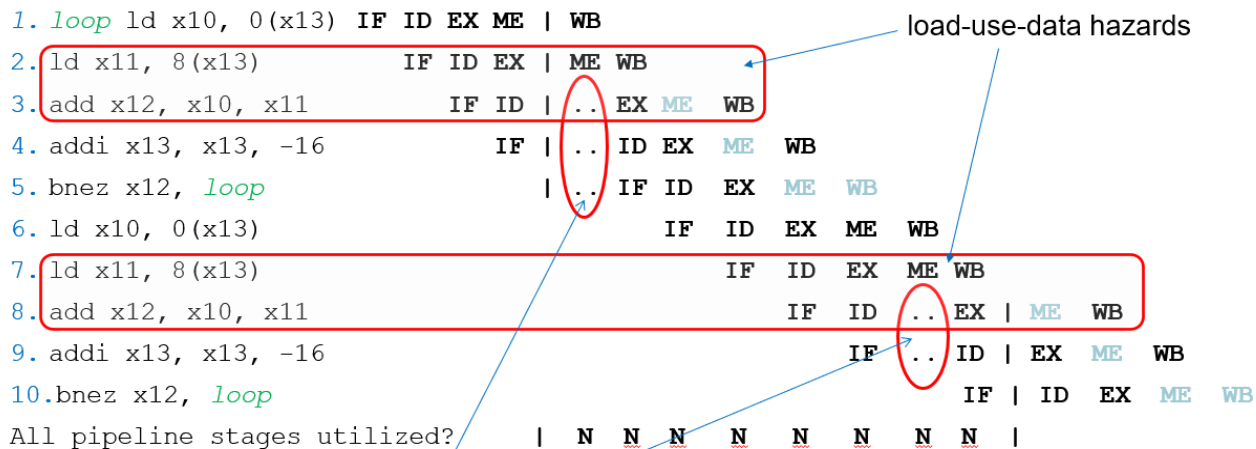 1. loop ld x10, 0(x13) IF ID EX ME | WB
load-use-data hazards
2. ld x11, 8(x13) IF ID EX | ME WB
3. add x12, x10, x11 IF ID | .. EX ME WB
4. addi x13, x13, -16 IF | .. ID EX ME WB
5. bnez x12, loop | .. IF ID EX ME WB
6. ld x10, 0(x13) IF ID EX ME WB
7. ld x11, 8(x13) IF ID EX ME WB
8. add x12, x10, x11 IF ID .. EX | ME WB
9. addi x13, x13, -16 IF .. ID | EX ME WB
10.bnez x12, loop IF | ID EX ME WB
All pipeline stages utilized? | N N N N N N N N |